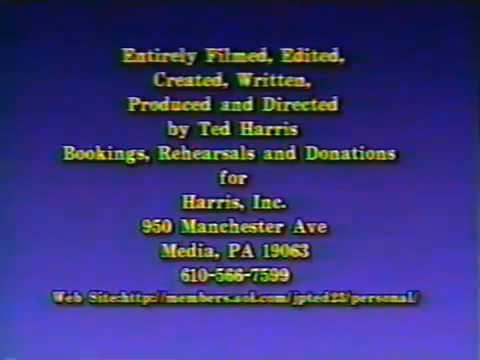 Entirely Filmed, Edited,
Created, Written,
Produced and Directed
by Ted Harris
Bookings, Rehearsals and Donations
for
Harris, Inc.
950 Manchester Ave
Media, PA 19063
610-566-7599
Web Site:http://members.aol.com/jpted23/personal/